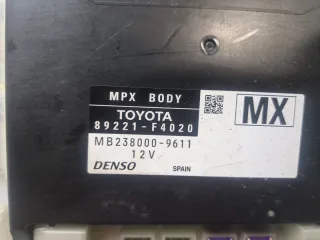 MPX BODY
TOYOTA
89221-F4020
MX
MB238000-9611
12V
DENSO
SPAIN